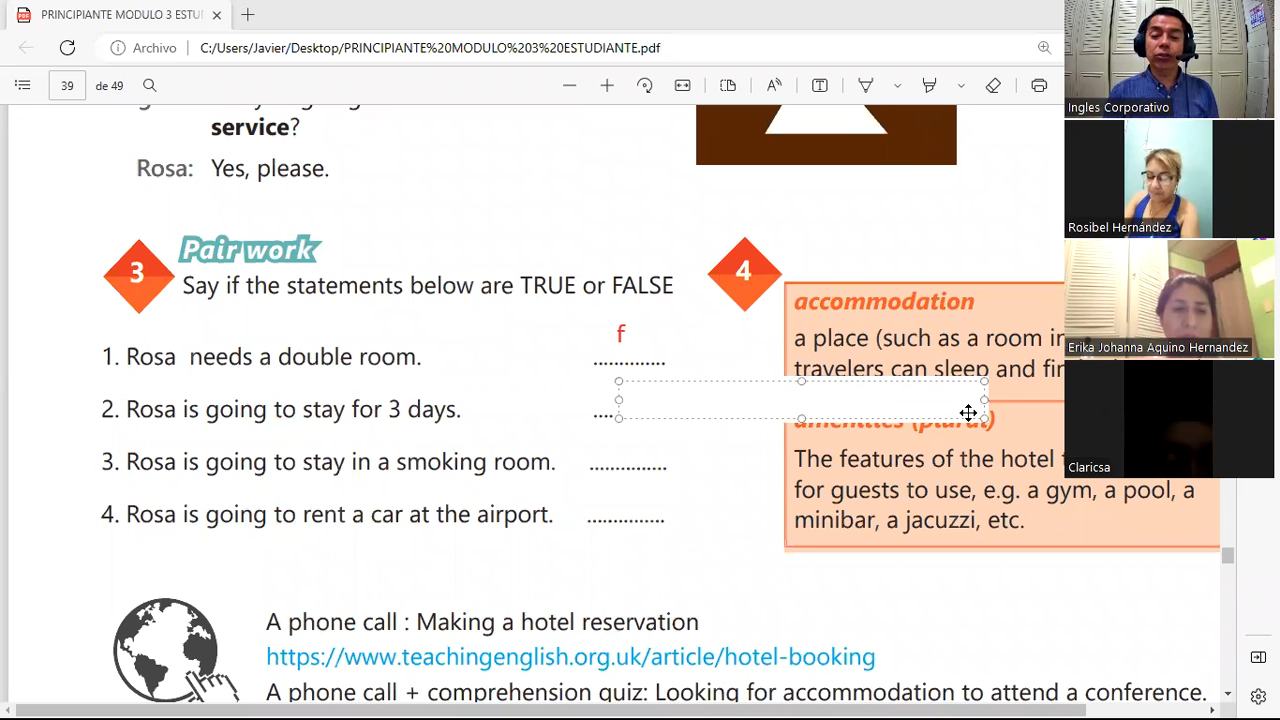 PRINCIPIANTE MODULO 3 ESTU
Archivo
C:/Users/Javier/Desktop/PRINCIPIANTE%20MODULO%203%20ESTUDIANTE.pdf
39
de 49
service?
Rosa: Yes, please.
3
Pair work
Say if the statements below are TRUE or FALSE
f
1. Rosa needs a double room. ..............
2. Rosa is going to stay for 3 days. ....
3. Rosa is going to stay in a smoking room. ...............
4. Rosa is going to rent a car at the airport. ...............
4
accommodation
a place (such as a room in
travelers can sleep and fin
amenities (plural)
The features of the hotel
for guests to use, e.g. a gym, a pool, a
minibar, a jacuzzi, etc.
A phone call : Making a hotel reservation
https://www.teachingenglish.org.uk/article/hotel-booking
A phone call + comprehension quiz: Looking for accommodation to attend a conference.
Ingles Corporativo
Rosibel Hernández
Erika Johanna Aquino Hernandez
Claricsa